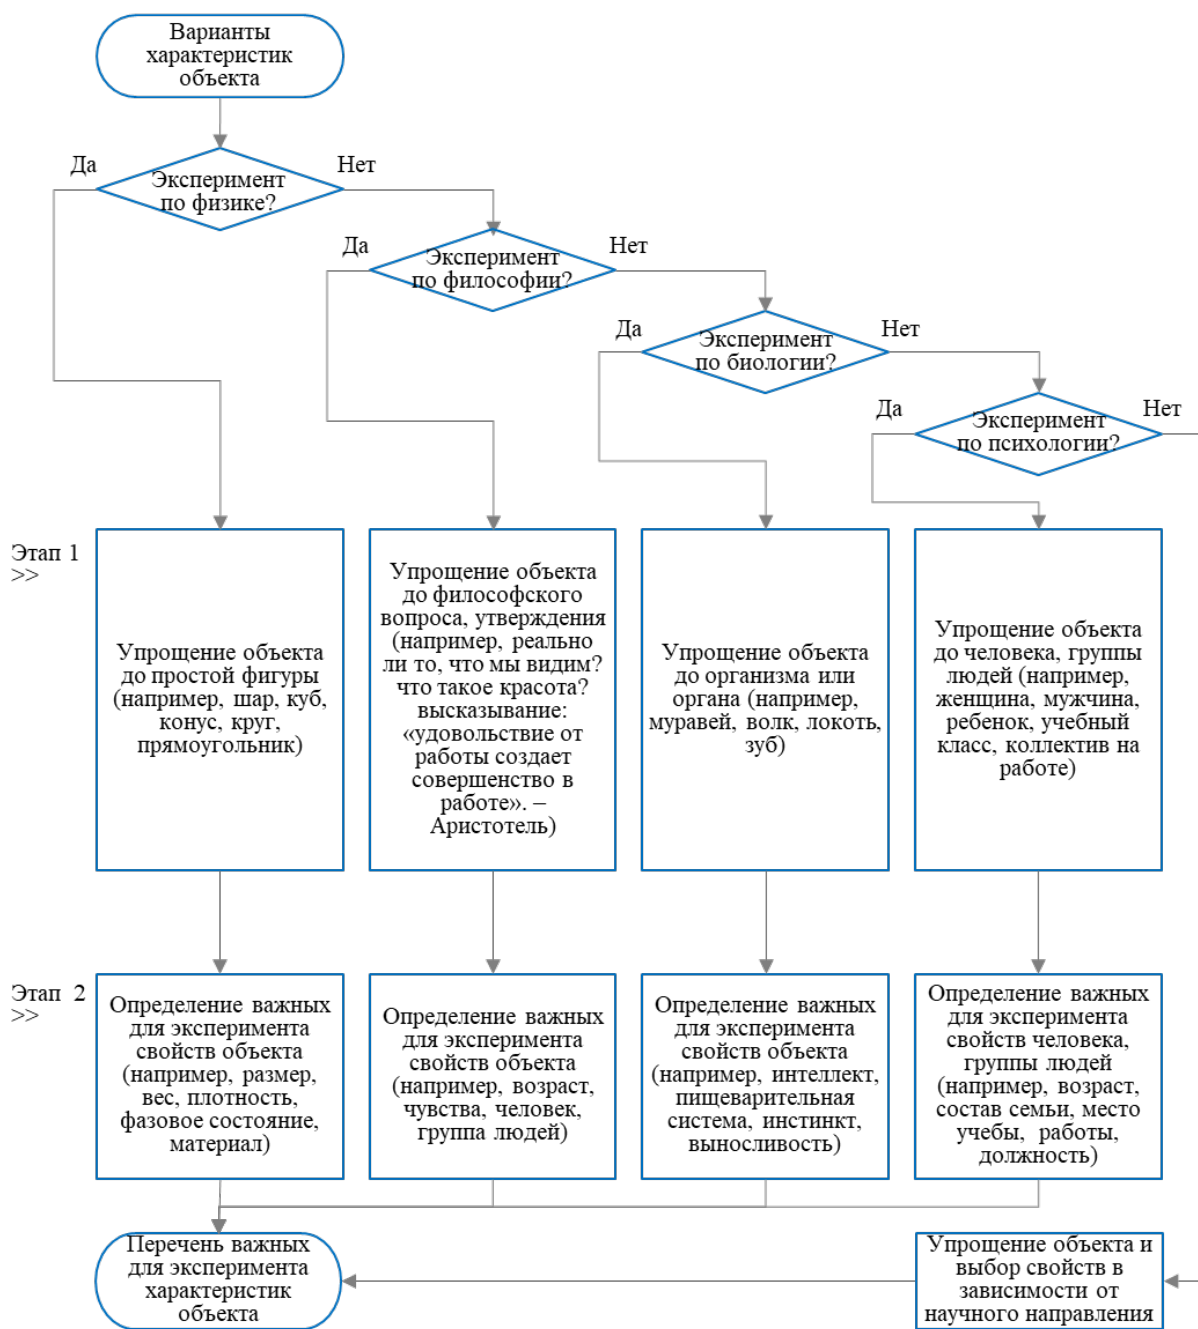 Варианты
характеристик
объекта
Да
Нет
Эксперимент
по физике?
Да
Нет
Эксперимент
по философии?
Да
Нет
Эксперимент
по биологии?
Да
Нет
Эксперимент
по психологии?
Этап 1
>>
Упрощение объекта
до простой фигуры
(например, шар, куб,
конус, круг,
прямоугольник)
Упрощение объекта
до философского
вопроса, утверждения
(например, реально
ли то, что мы видим?
что такое красота?
высказывание:
«удовольствие от
работы создает
совершенство в
работе». –
Аристотель)
Упрощение объекта
до организма или
органа (например,
муравей, волк, локоть,
зуб)
Упрощение объекта
до человека, группы
людей (например,
женщина, мужчина,
ребенок, учебный
класс, коллектив на
работе)
Этап 2
>>
Определение важных
для эксперимента
свойств объекта
(например, размер,
вес, плотность,
фазовое состояние,
материал)
Определение важных
для эксперимента
свойств объекта
(например, возраст,
чувства, человек,
группа людей)
Определение важных
для эксперимента
свойств объекта
(например, интеллект,
пищеварительная
система, инстинкт,
выносливость)
Определение важных
для эксперимента
свойств человека,
группы людей
(например, возраст,
состав семьи, место
учебы, работы,
должность)
Перечень важных
для эксперимента
характеристик
объекта
Упрощение объекта и
выбор свойств в
зависимости от
научного направления